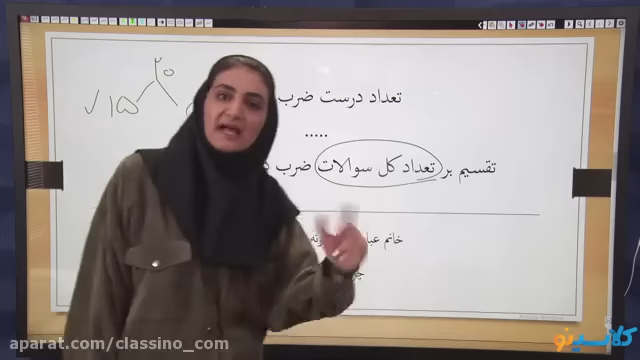 تعداد درست ضرب
.....
تقسیم بر تعداد کل سوالات ضرب د
خانم عبا
۲۰
۱۵ ✓
aparat.com/classino_com
کلاسینو